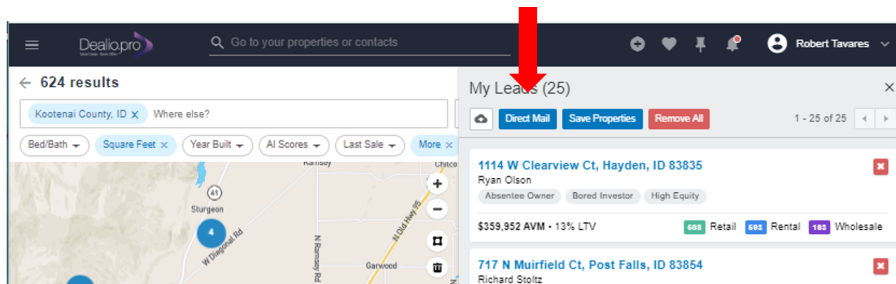 Dealio.pro
Go to your properties or contacts
Robert Tavares
624 results
Kootenai County, ID x Where else?
Bed/Bath
Square Feet ×
Year Built
AI Scores
Last Sale
More ×
Ramsey
Chilco
41
Sturgeon
4
W Diagonal Rd
N Ramsey Rd
N Old Hwy 95
Garwood
My Leads (25)
×
Direct Mail
Save Properties
Remove All
1 - 25 of 25
1114 W Clearview Ct, Hayden, ID 83835
Ryan Olson
Absentee Owner
Bored Investor
High Equity
$359,952 AVM • 13% LTV
Retail
Rental
Wholesale
717 N Muirfield Ct, Post Falls, ID 83854
Richard Stoltz